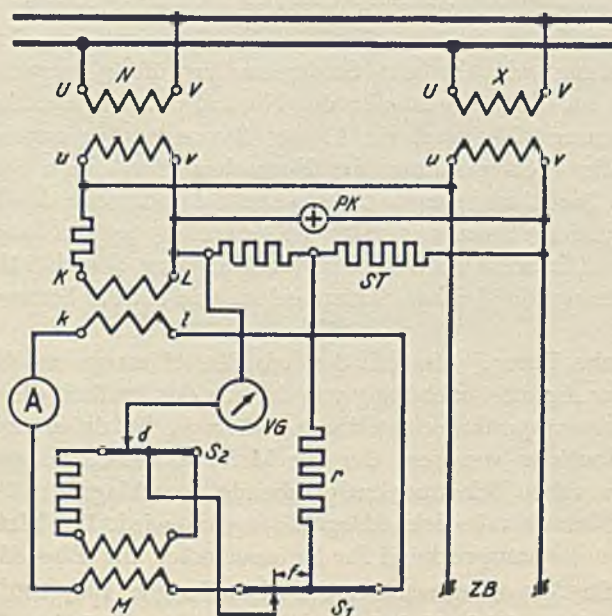 N X
U V U V
u v u v
PK
K L ST
k l
A
VG
δ S₂
r
f
M S₁ ZB